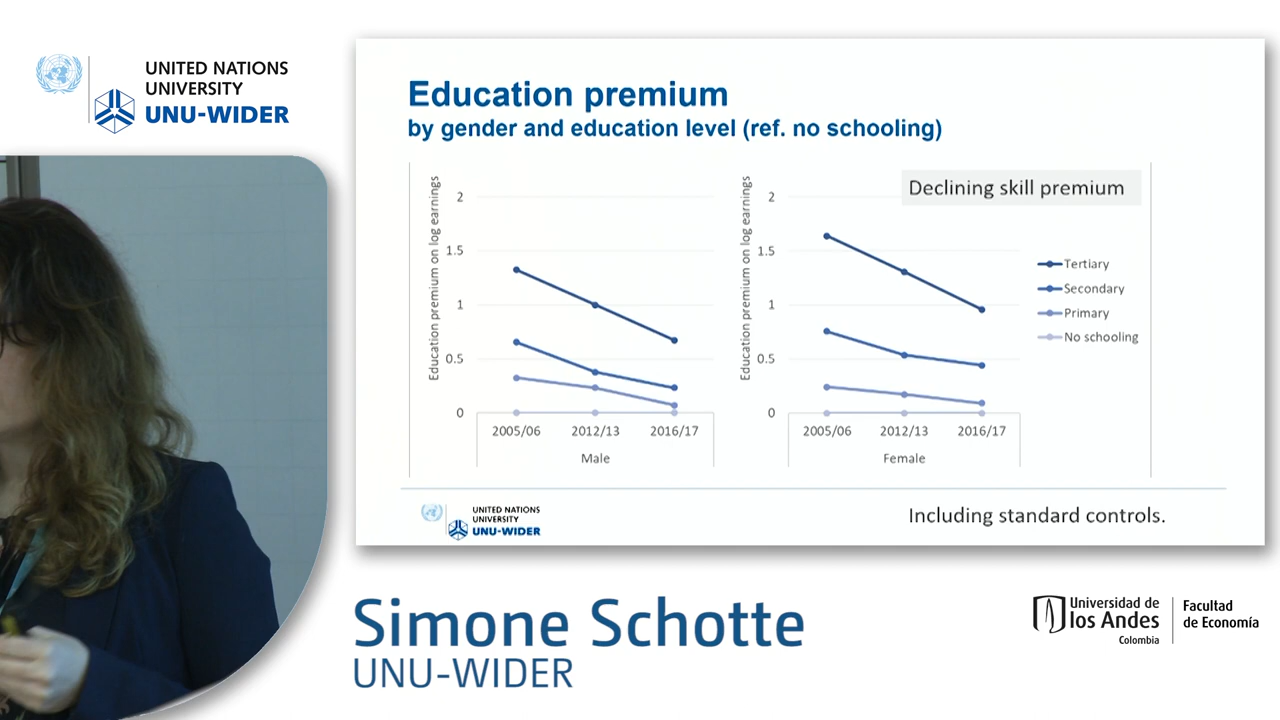 UNITED NATIONS
UNIVERSITY
UNU-WIDER
Education premium
by gender and education level (ref. no schooling)
Declining skill premium
Education premium on log earnings
2
1.5
1
0.5
0
2005/06
2012/13
2016/17
Male
Education premium on log earnings
2
1.5
1
0.5
0
2005/06
2012/13
2016/17
Female
Tertiary
Secondary
Primary
No schooling
UNITED NATIONS
UNIVERSITY
UNU-WIDER
Including standard controls.
Simone Schotte
UNU-WIDER
Universidad de
los Andes
Colombia
Facultad
de Economía